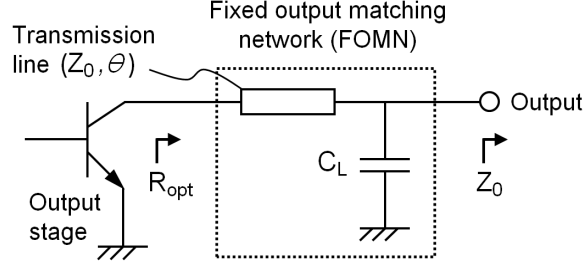 Fixed output matching
network (FOMN)
Transmission
line (Z0, θ)
Output
CL
Ropt
Z0
Output
stage